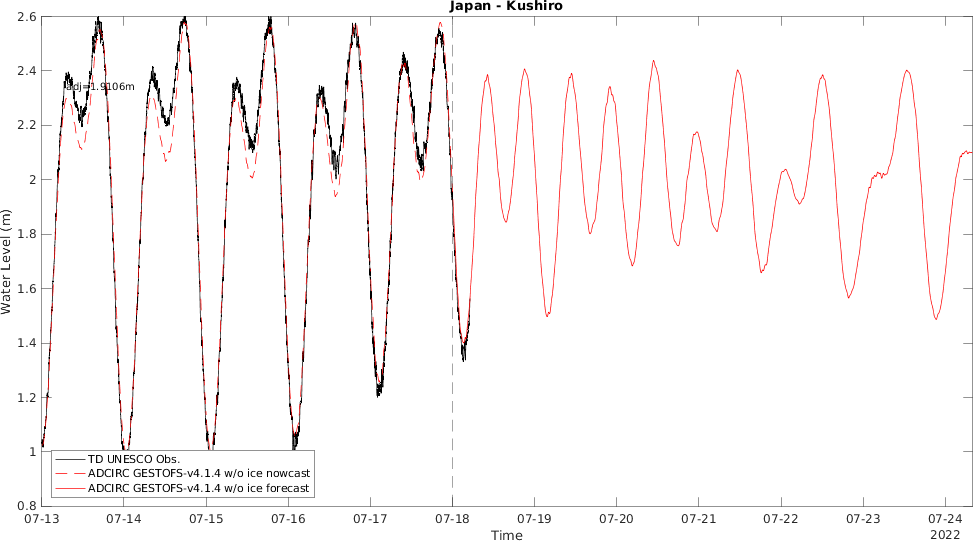 Japan - Kushiro
2.6
2.4
adj=1.9106m
2.2
2
1.8
Water Level (m)
1.6
1.4
1.2
1
TD UNESCO Obs.
ADCIRC GESTOFS-v4.1.4 w/o ice nowcast
ADCIRC GESTOFS-v4.1.4 w/o ice forecast
0.8
07-13 07-14 07-15 07-16 07-17 07-18 07-19 07-20 07-21 07-22 07-23 07-24
Time 2022